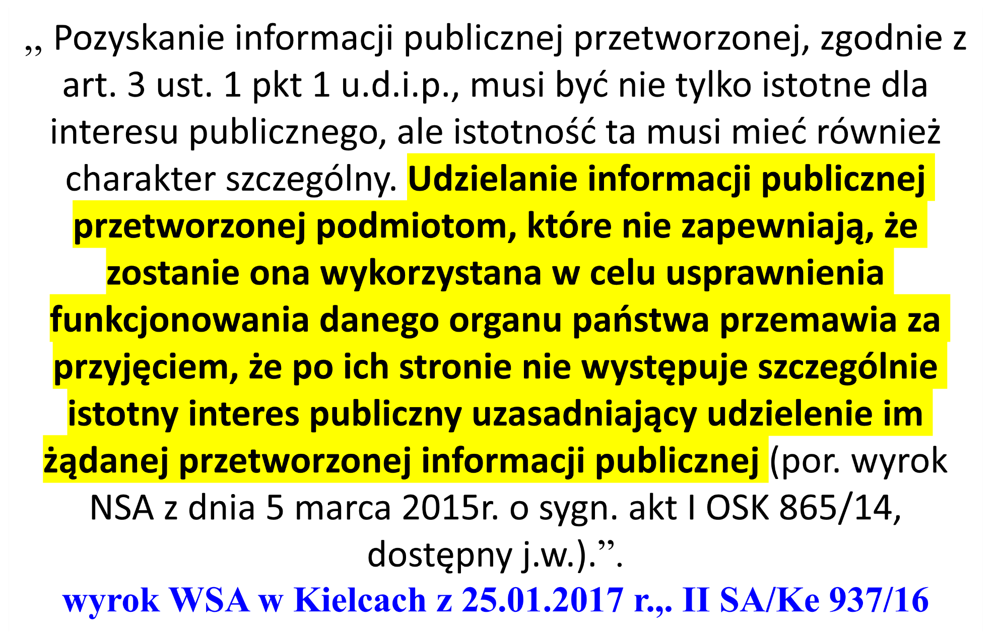 ,, Pozyskanie informacji publicznej przetworzonej, zgodnie z
art. 3 ust. 1 pkt 1 u.d.i.p., musi być nie tylko istotne dla
interesu publicznego, ale istotność ta musi mieć również
charakter szczególny. Udzielanie informacji publicznej
przetworzonej podmiotom, które nie zapewniają, że
zostanie ona wykorzystana w celu usprawnienia
funkcjonowania danego organu państwa przemawia za
przyjęciem, że po ich stronie nie występuje szczególnie
istotny interes publiczny uzasadniający udzielenie im
żądanej przetworzonej informacji publicznej (por. wyrok
NSA z dnia 5 marca 2015r. o sygn. akt I OSK 865/14,
dostępny j.w.).”.
wyrok WSA w Kielcach z 25.01.2017 r.,. II SA/Ke 937/16